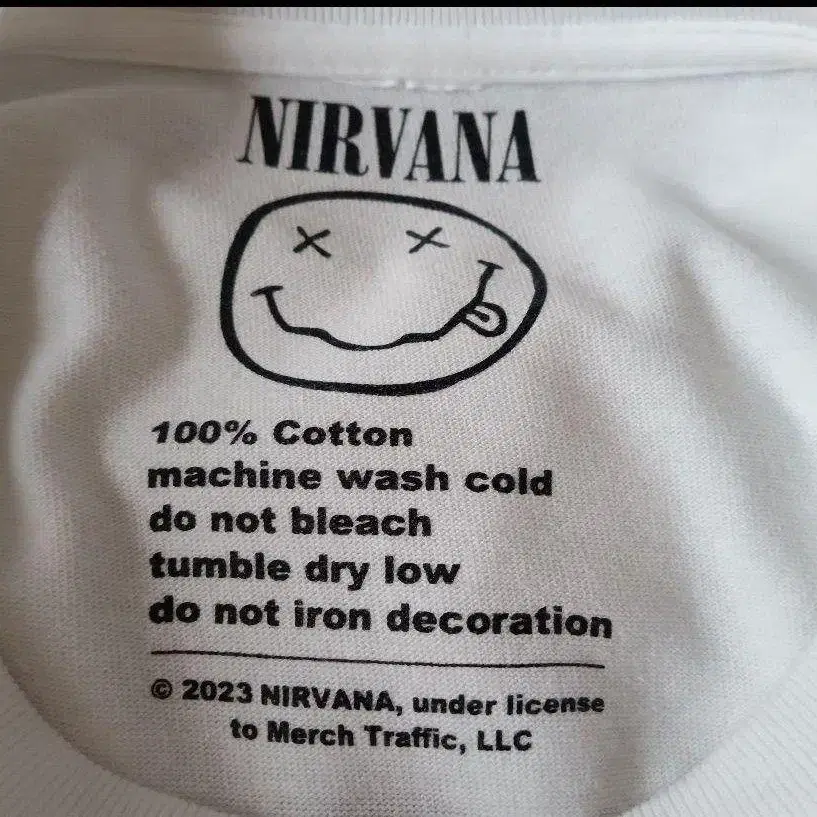 NIRVANA
100% Cotton
machine wash cold
do not bleach
tumble dry low
do not iron decoration
© 2023 NIRVANA, under license
to Merch Traffic, LLC